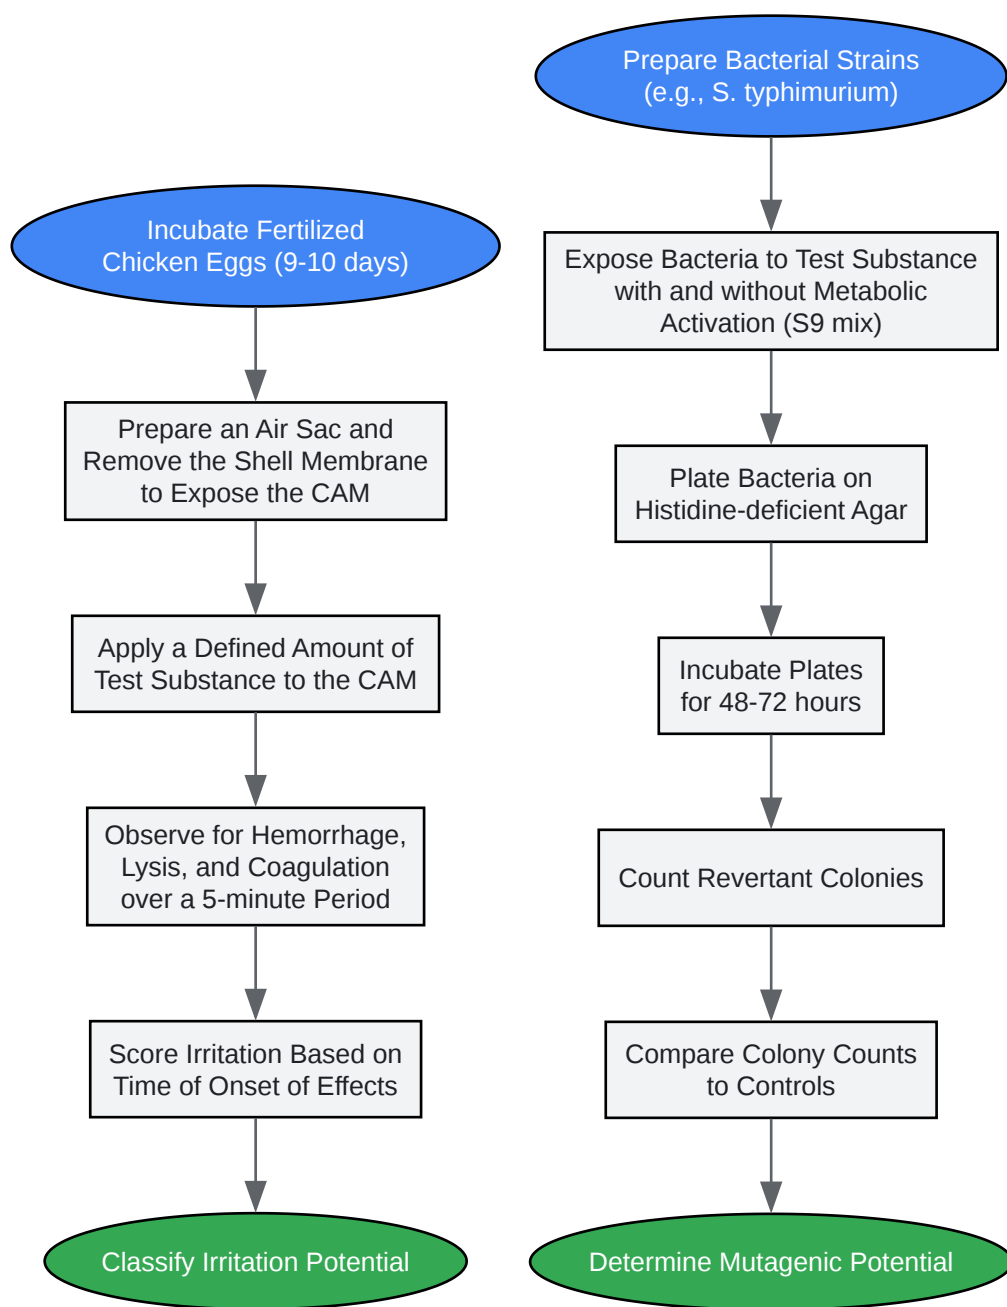 Incubate Fertilized
Chicken Eggs (9-10 days)
Prepare an Air Sac and
Remove the Shell Membrane
to Expose the CAM
Apply a Defined Amount of
Test Substance to the CAM
Observe for Hemorrhage,
Lysis, and Coagulation
over a 5-minute Period
Score Irritation Based on
Time of Onset of Effects
Classify Irritation Potential
Prepare Bacterial Strains
(e.g., S. typhimurium)
Expose Bacteria to Test Substance
with and without Metabolic
Activation (S9 mix)
Plate Bacteria on
Histidine-deficient Agar
Incubate Plates
for 48-72 hours
Count Revertant Colonies
Compare Colony Counts
to Controls
Determine Mutagenic Potential